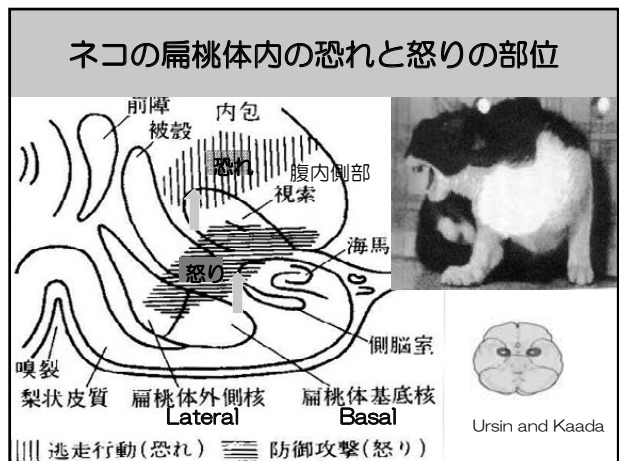 ネコの扁桃体内の恐れと怒りの部位
前障
被殻
内包
恐れ
腹内側部
視索
海馬
怒り
側脳室
嗅裂
梨状皮質
扁桃体外側核
扁桃体基底核
Lateral
Basal
Ursin and Kaada
逃走行動(恐れ)
防御攻撃(怒り)